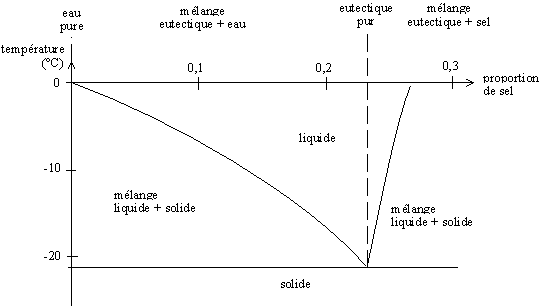 eau
pure
mélange
eutectique + eau
eutectique
pur
mélange
eutectique + sel
température
(°C)
0,1
0,2
0,3
proportion
de sel
0
liquide
-10
mélange
liquide + solide
mélange
liquide + solide
-20
solide